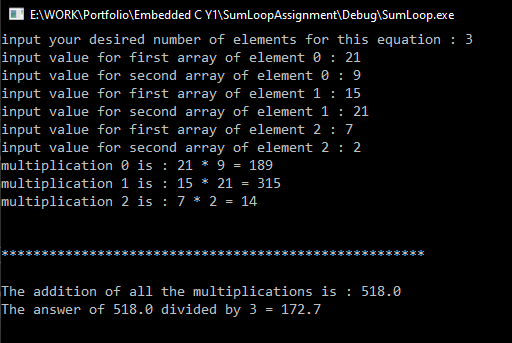 E:\WORK\Portfolio\Embedded C Y1\SumLoopAssignment\Debug\SumLoop.exe
input your desired number of elements for this equation : 3
input value for first array of element 0 : 21
input value for second array of element 0 : 9
input value for first array of element 1 : 15
input value for second array of element 1 : 21
input value for first array of element 2 : 7
input value for second array of element 2 : 2
multiplication 0 is : 21 * 9 = 189
multiplication 1 is : 15 * 21 = 315
multiplication 2 is : 7 * 2 = 14
*****************************************************
The addition of all the multiplications is : 518.0
The answer of 518.0 divided by 3 = 172.7